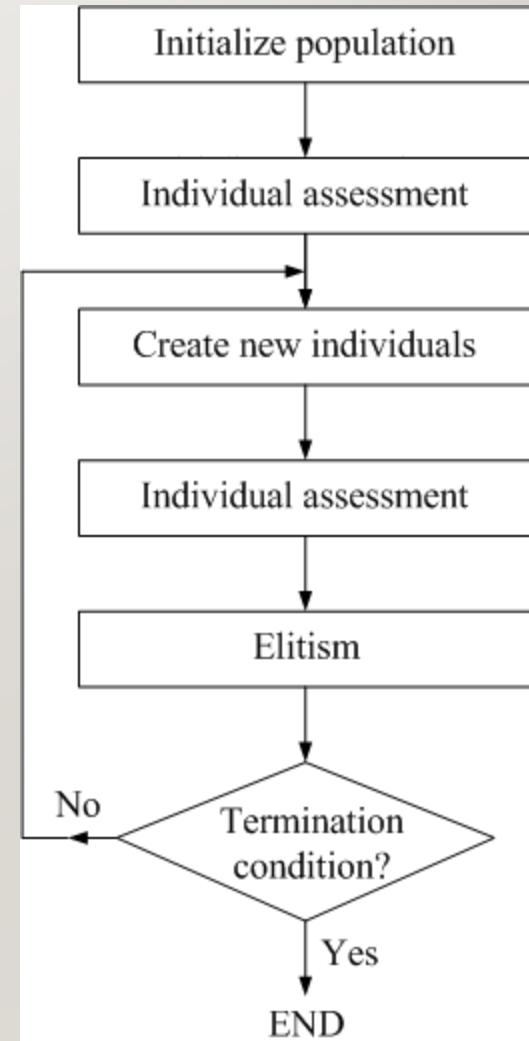 Initialize population
Individual assessment
Create new individuals
Individual assessment
Elitism
No
Termination
condition?
Yes
END